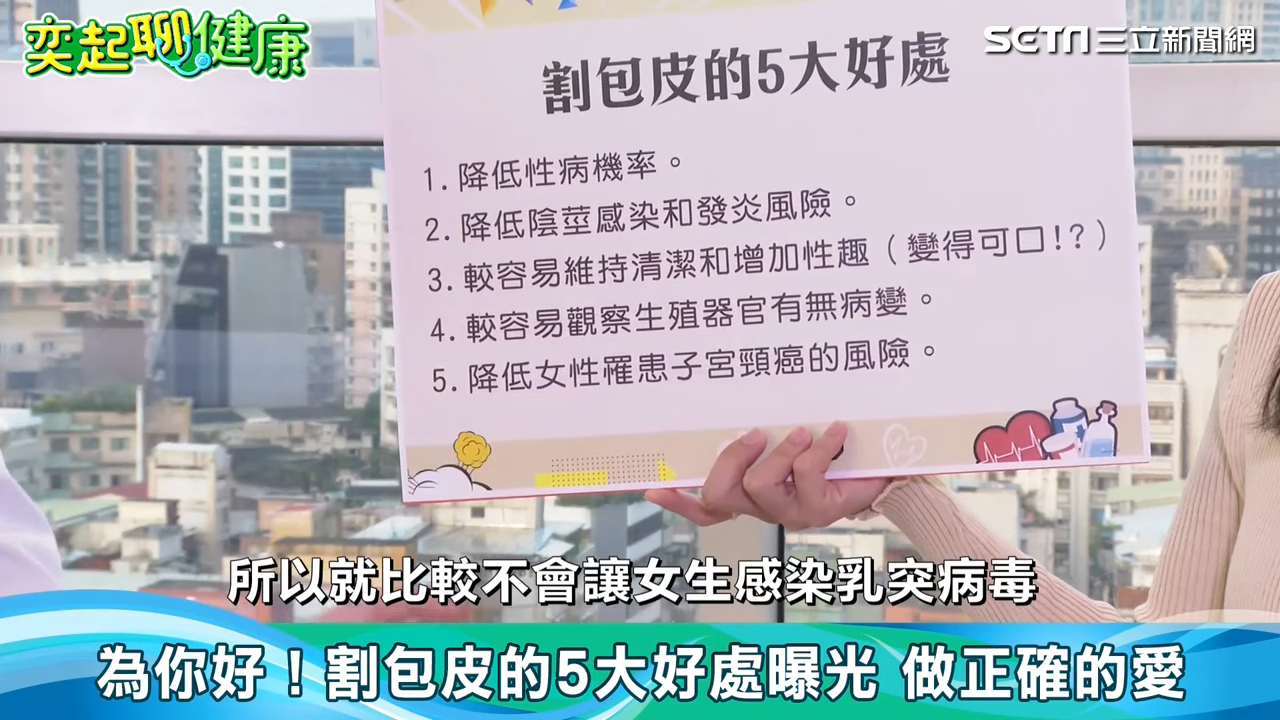 奕起聊健康
SETN三立新聞網
割包皮的5大好處
1.降低性病機率。
2.降低陰莖感染和發炎風險。
3.較容易維持清潔和增加性趣（變得可口!?）
4.較容易觀察生殖器官有無病變。
5.降低女性罹患子宮頸癌的風險。
所以就比較不會讓女生感染乳突病毒
為你好！割包皮的5大好處曝光 做正確的愛